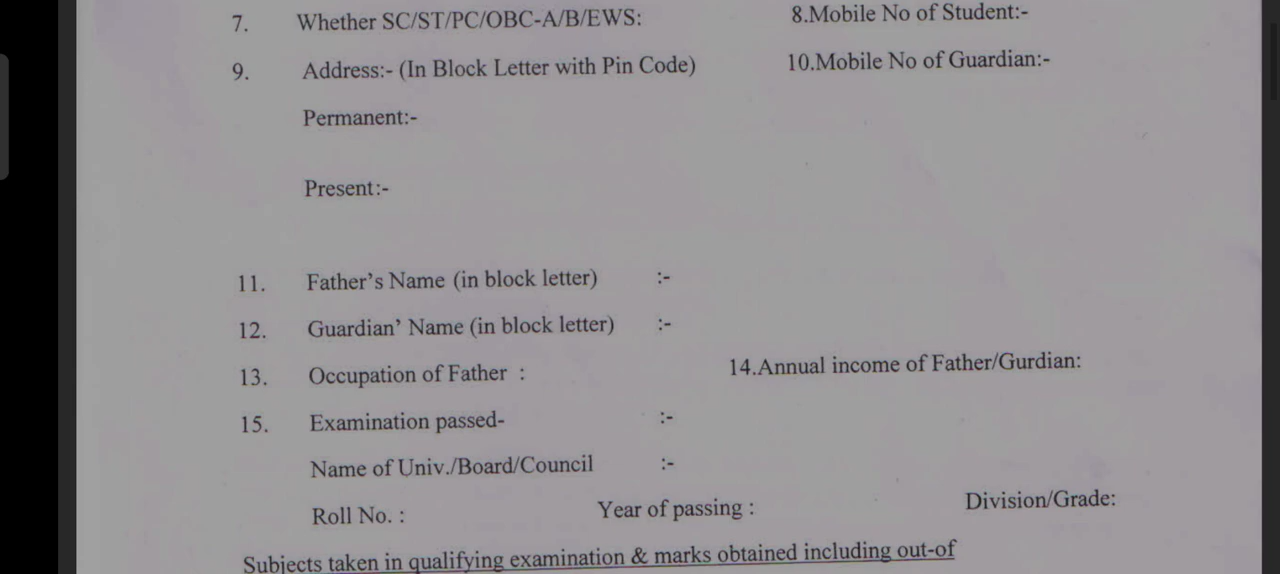 7. Whether SC/ST/PC/OBC-A/B/EWS: 8.Mobile No of Student:-
9. Address:- (In Block Letter with Pin Code) 10.Mobile No of Guardian:-
Permanent:-
Present:-
11. Father's Name (in block letter) :-
12. Guardian' Name (in block letter) :-
13. Occupation of Father : 14.Annual income of Father/Gurdian:
15. Examination passed- :-
Name of Univ./Board/Council :-
Roll No. : Year of passing : Division/Grade:
Subjects taken in qualifying examination & marks obtained including out-of